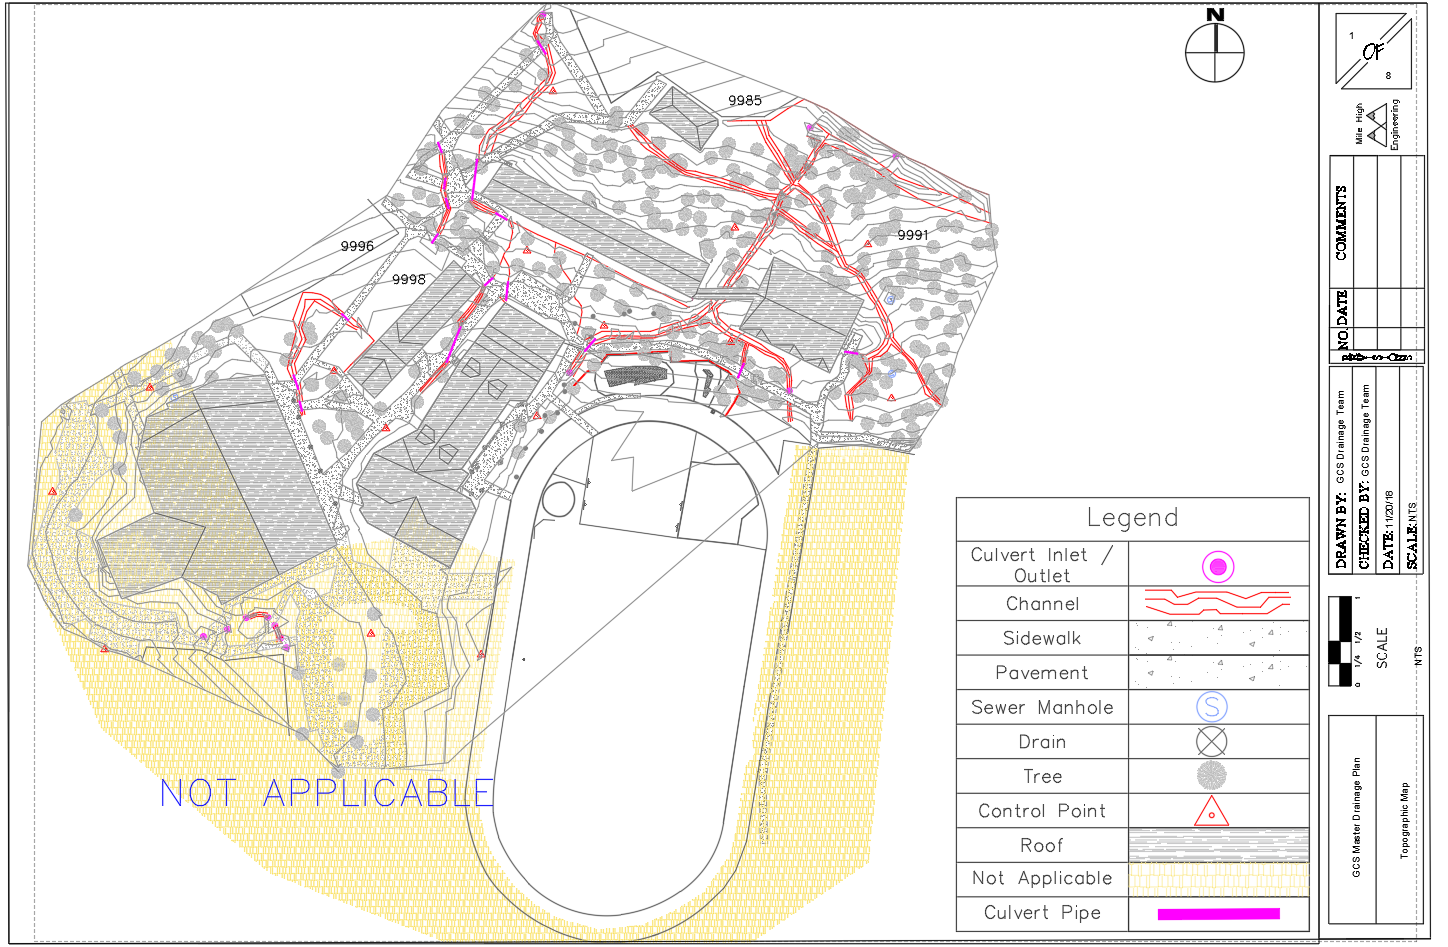 N
9985
9991
9996
9998
NOT APPLICABLE
Legend
Culvert Inlet /
Outlet
Channel
Sidewalk
Pavement
Sewer Manhole
S
Drain
Tree
Control Point
Roof
Not Applicable
Culvert Pipe
1
OF
8
Mile High
Engineering
NO.
DATE
COMMENTS
DRAWN BY: GCS Drainage Team
CHECKED BY: GCS Drainage Team
DATE: 11/20/18
SCALE: NTS
0 1/4 1/2 1
SCALE
NTS
GCS Master Drainage Plan
Topographic Map